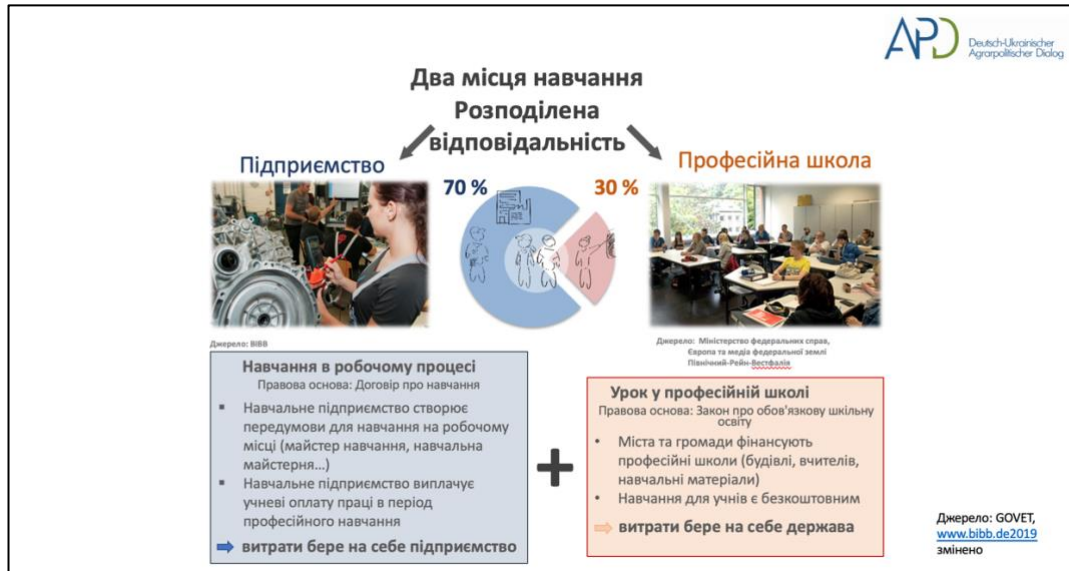 APD
Deutsch-Ukrainischer
Agrarpolitischer Dialog
Два місця навчання
Розподілена
відповідальність
Підприємство
70 %
30 %
Професійна школа
Джерело: BIBB
Джерело: Міністерство федеральних справ,
Європа та медіа федеральної землі
Північний-Рейн-Вестфалія
Навчання в робочому процесі
Правова основа: Договір про навчання
▪ Навчальне підприємство створює
передумови для навчання на робочому
місці (майстер навчання, навчальна
майстерня...)
▪ Навчальне підприємство виплачує
учневі оплату праці в період
професійного навчання
витрати бере на себе підприємство
+
Урок у професійній школі
Правова основа: Закон про обов'язкову шкільну
освіту
• Міста та громади фінансують
професійні школи (будівлі, вчителів,
навчальні матеріали)
• Навчання для учнів є безкоштовним
витрати бере на себе держава
Джерело: GOVET,
www.bibb.de2019
змінено